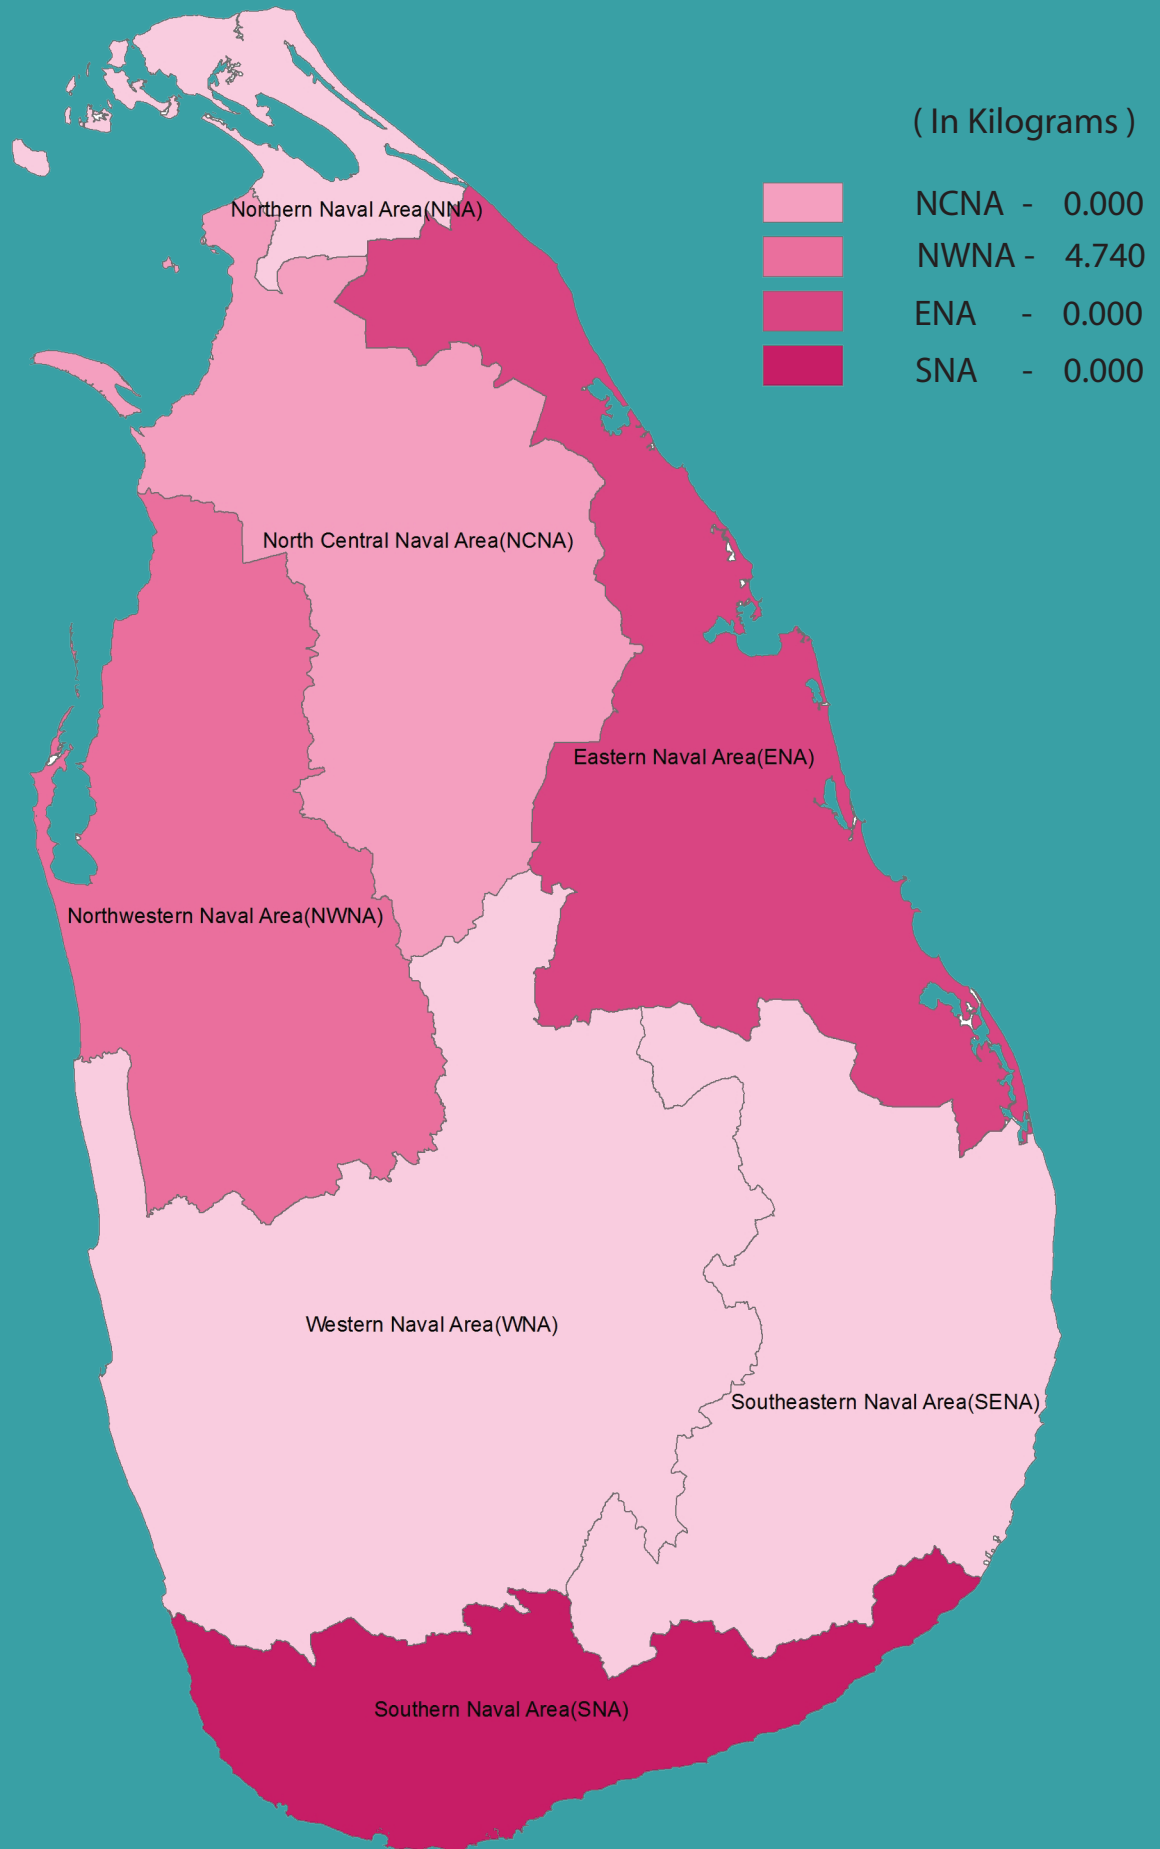 ( In Kilograms )
NCNA - 0.000
Northern Naval Area(NNA)
NWNA - 4.740
ENA - 0.000
SNA - 0.000
North Central Naval Area(NCNA)
Eastern Naval Area(ENA)
Northwestern Naval Area(NWNA)
Western Naval Area(WNA)
Southeastern Naval Area(SENA)
Southern Naval Area(SNA)